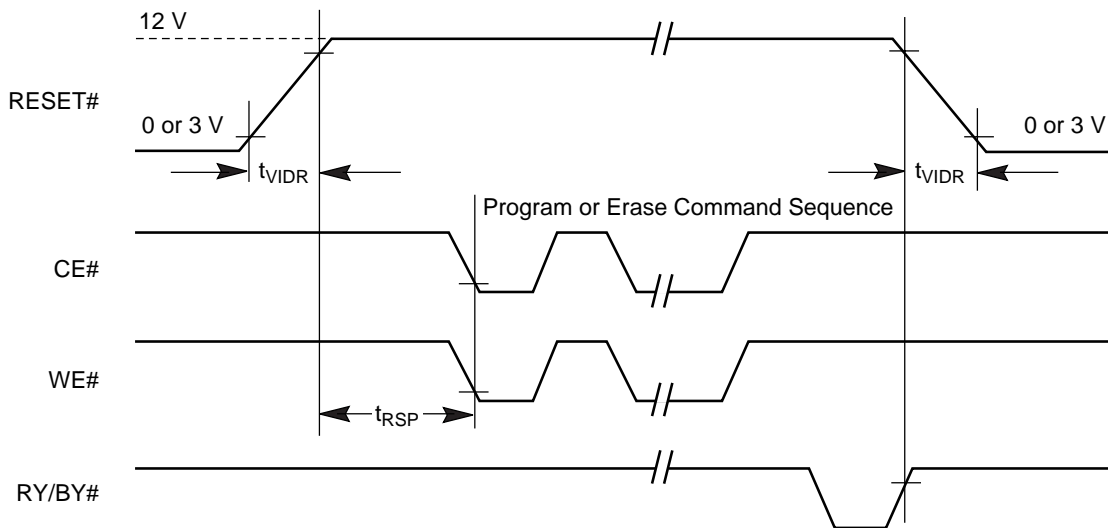 12 V
RESET#
0 or 3 V
0 or 3 V
tVIDR
tVIDR
Program or Erase Command Sequence
CE#
WE#
tRSP
RY/BY#